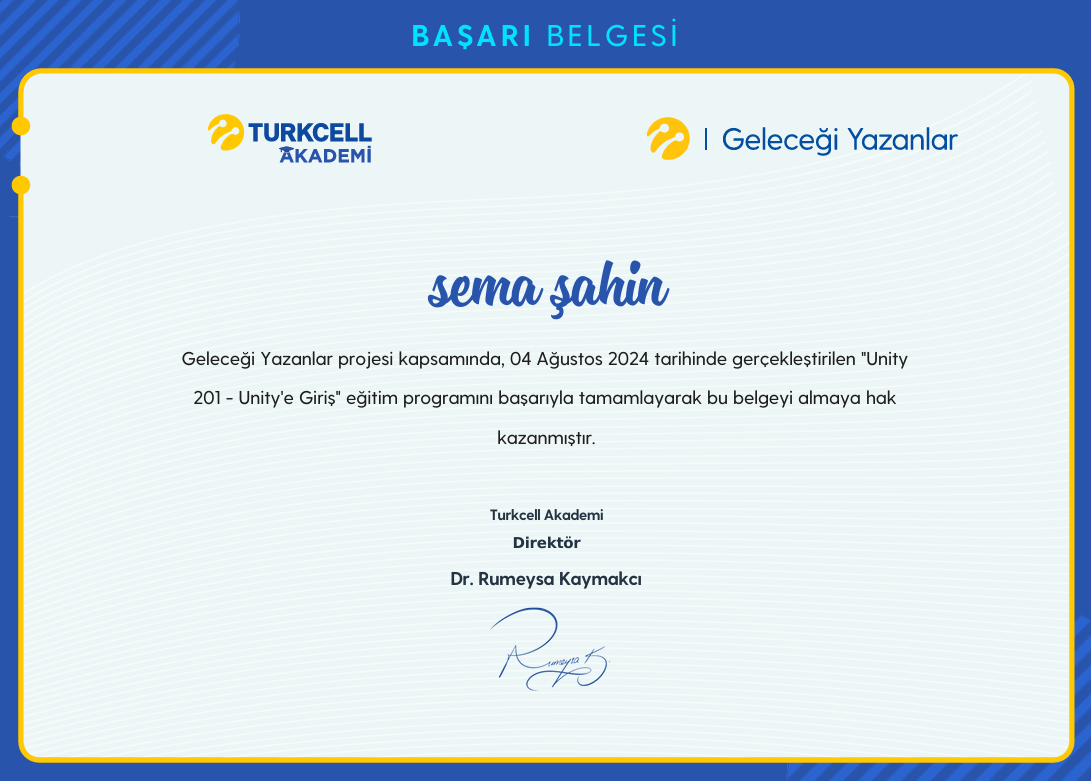 BAŞARI BELGESİ
TURKCELL
AKADEMİ
Geleceği Yazanlar
sema şahin
Geleceği Yazanlar projesi kapsamında, 04 Ağustos 2024 tarihinde gerçekleştirilen "Unity
201 - Unity'e Giriş" eğitim programını başarıyla tamamlayarak bu belgeyi almaya hak
kazanmıştır.
Turkcell Akademi
Direktör
Dr. Rumeysa Kaymakcı
Rumeysa K